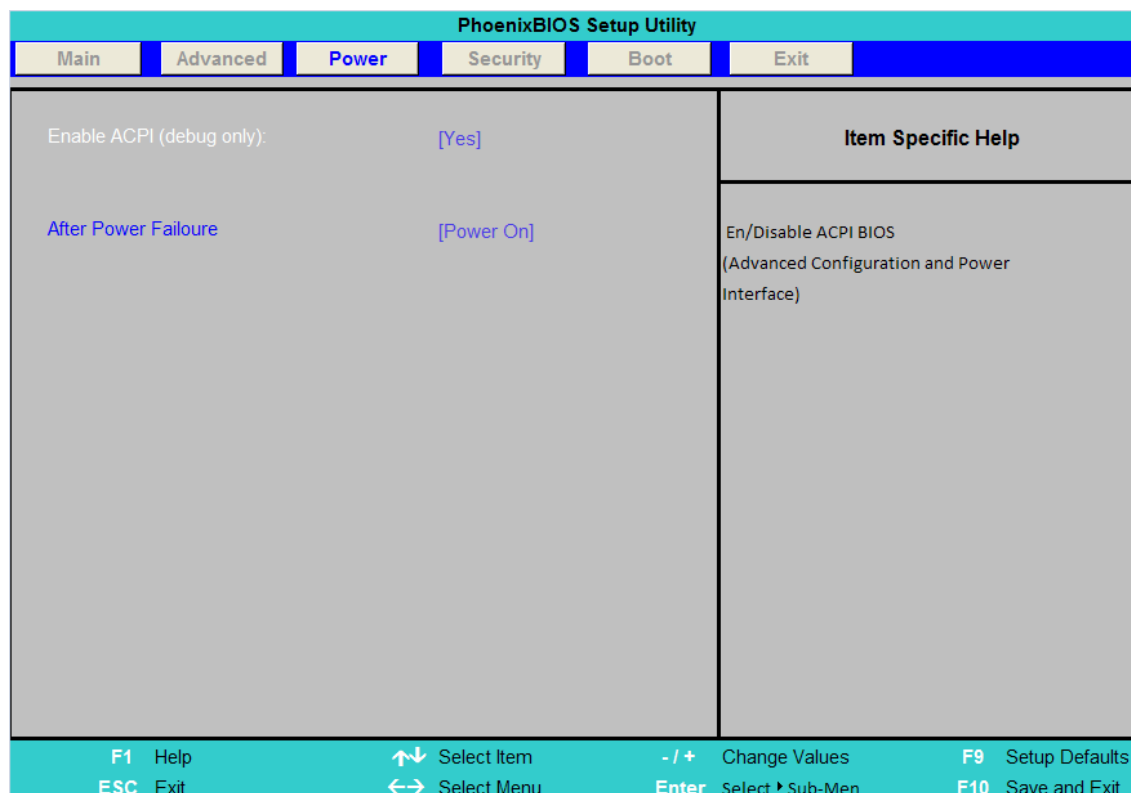 PhoenixBIOS Setup Utility
Main Advanced Power Security Boot Exit
Enable ACPI (debug only): [Yes]
After Power Failoure [Power On]
Item Specific Help
En/Disable ACPI BIOS
(Advanced Configuration and Power
Interface)
F1 Help ↑↓ Select Item - / + Change Values F9 Setup Defaults
ESC Exit ←→ Select Menu Enter Select ▸ Sub-Men F10 Save and Exit